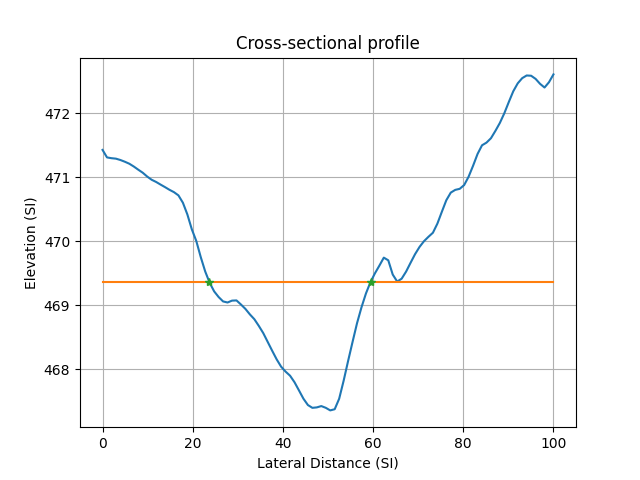 Cross-sectional profile
Elevation (SI)
472
471
470
469
468
0 20 40 60 80 100
Lateral Distance (SI)